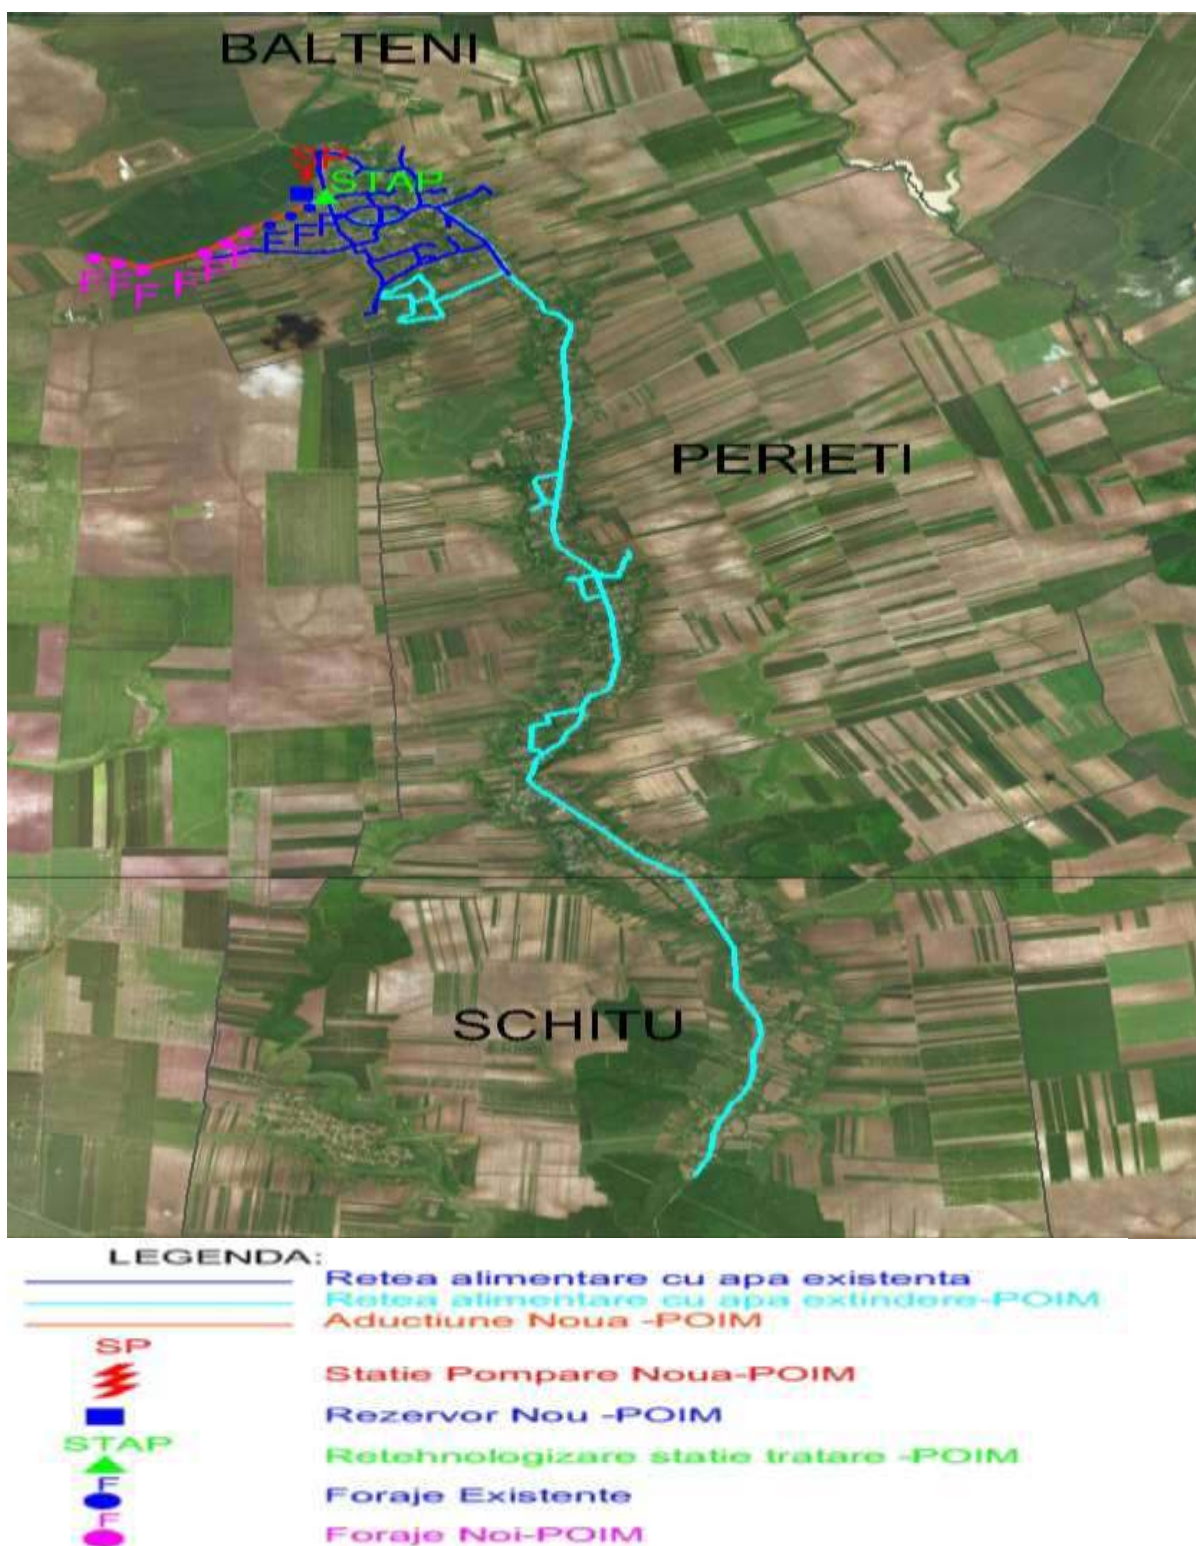 BALTENI
SP
STAP
F F F
F F F F F F
PERIETI
SCHITU
LEGENDA:
Retea alimentare cu apa existenta
Retea alimentare cu apa extindere-POIM
Aductiune Noua -POIM
SP
Statie Pompare Noua-POIM
Rezervor Nou -POIM
STAP
Retehnologizare statie tratare -POIM
F
Foraje Existente
F
Foraje Noi-POIM